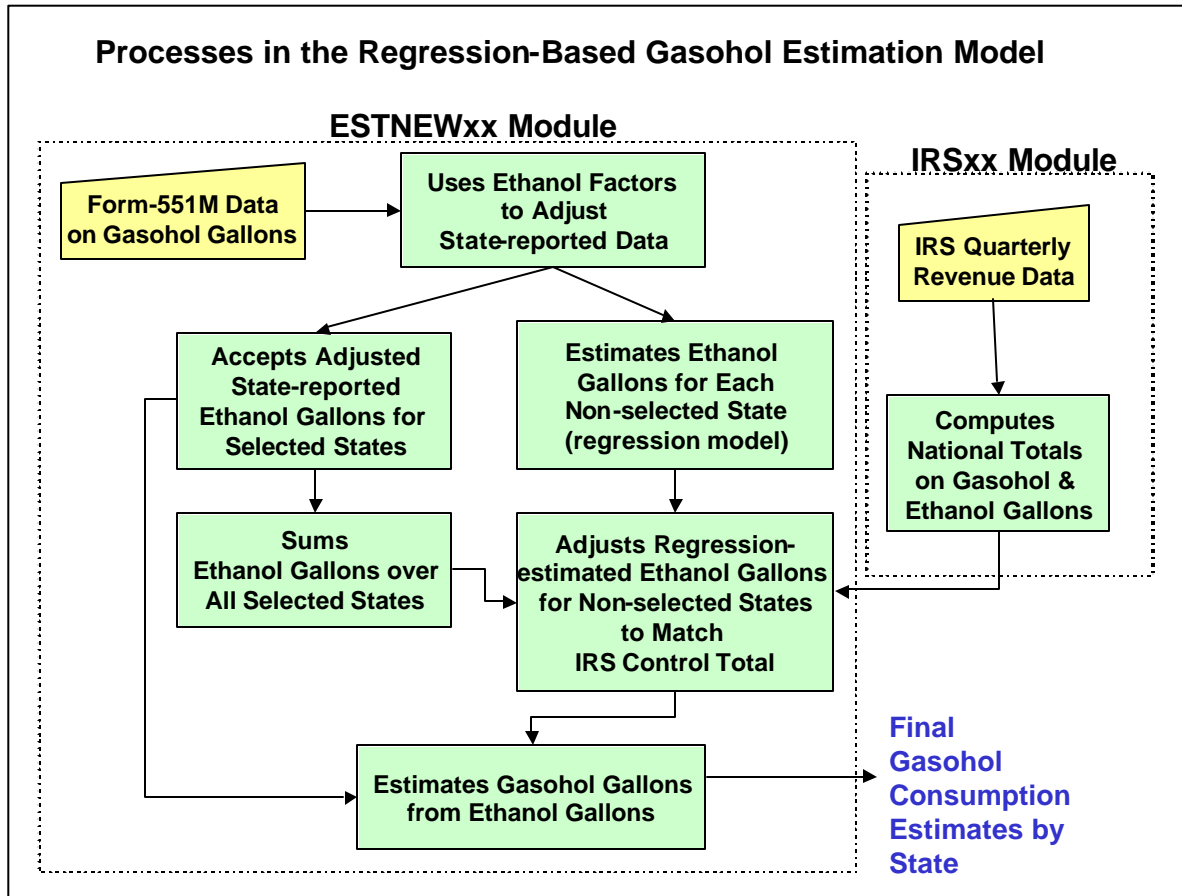 Processes in the Regression-Based Gasohol Estimation Model
ESTNEWxx Module
IRSxx Module
Form-551M Data
on Gasohol Gallons
Uses Ethanol Factors
to Adjust
State-reported Data
IRS Quarterly
Revenue Data
Accepts Adjusted
State-reported
Ethanol Gallons for
Selected States
Estimates Ethanol
Gallons for Each
Non-selected State
(regression model)
Computes
National Totals
on Gasohol &
Ethanol Gallons
Sums
Ethanol Gallons over
All Selected States
Adjusts Regression-
estimated Ethanol Gallons
for Non-selected States
to Match
IRS Control Total
Estimates Gasohol Gallons
from Ethanol Gallons
Final
Gasohol
Consumption
Estimates by
State